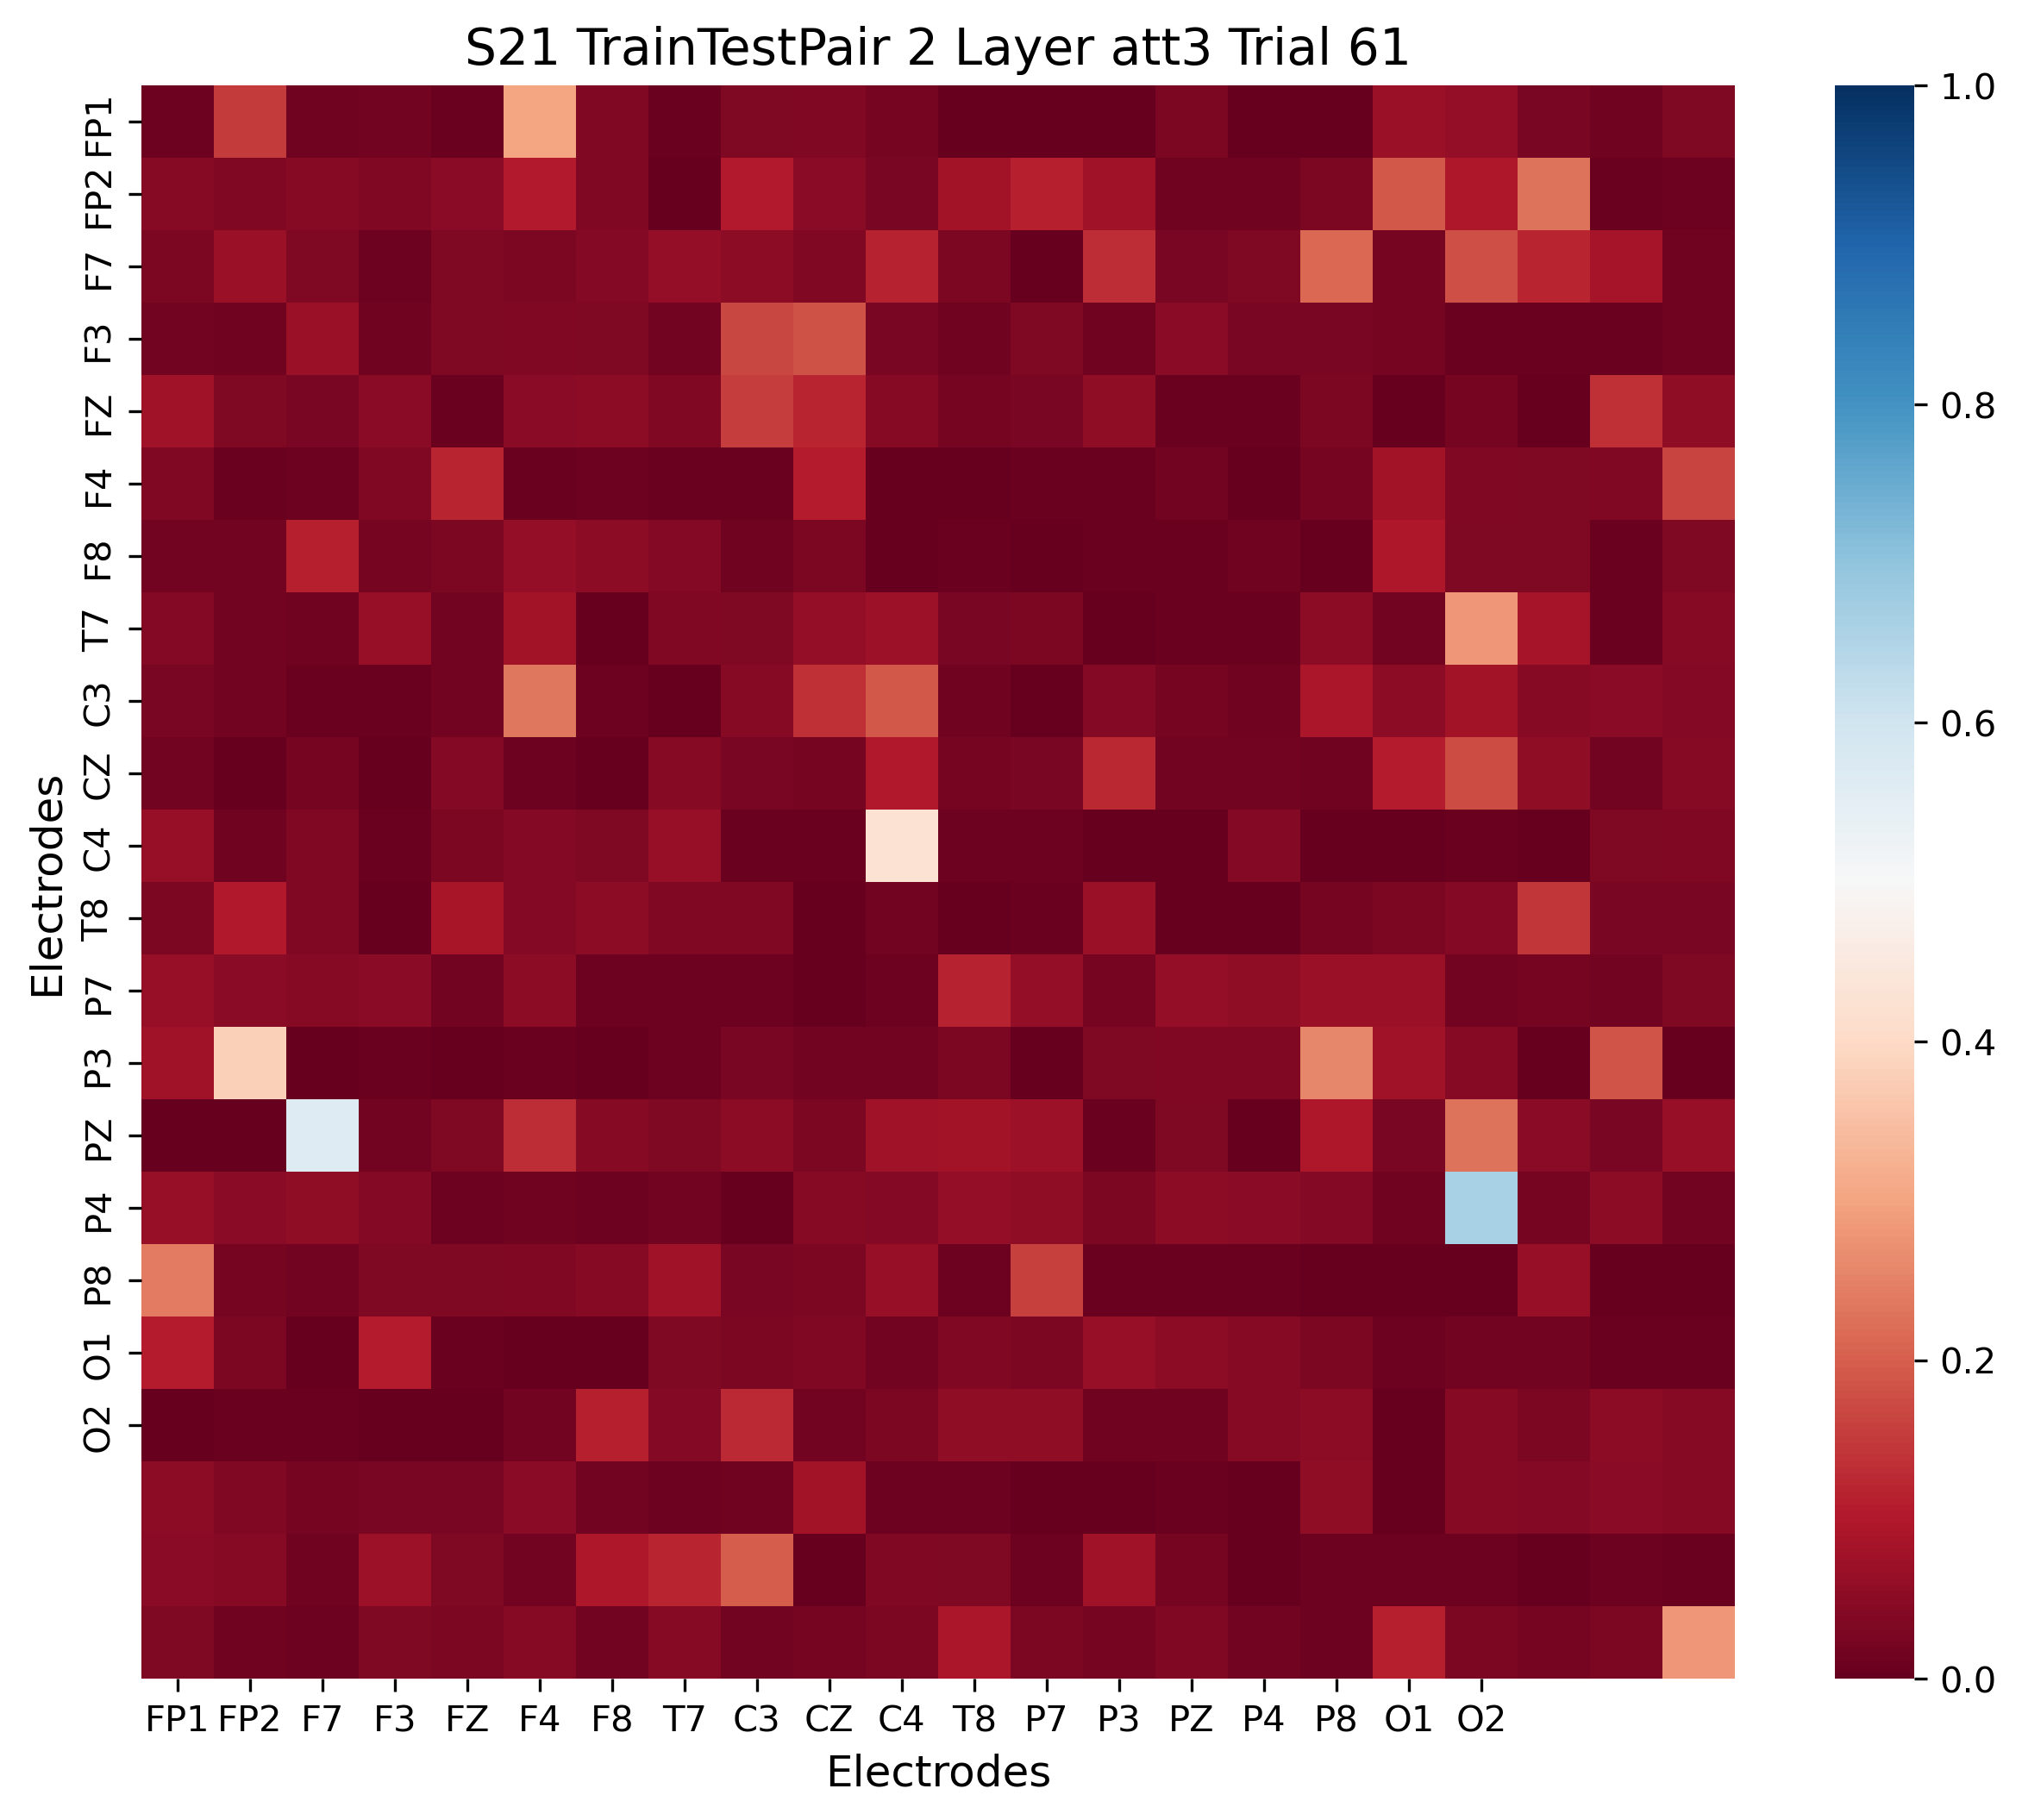 S21 TrainTestPair 2 Layer att3 Trial 61
Electrodes
FP1
FP2
F7
F3
FZ
F4
F8
T7
C3
CZ
C4
T8
P7
P3
PZ
P4
P8
O1
O2
FP1 FP2 F7 F3 FZ F4 F8 T7 C3 CZ C4 T8 P7 P3 PZ P4 P8 O1 O2
Electrodes
1.0
0.8
0.6
0.4
0.2
0.0